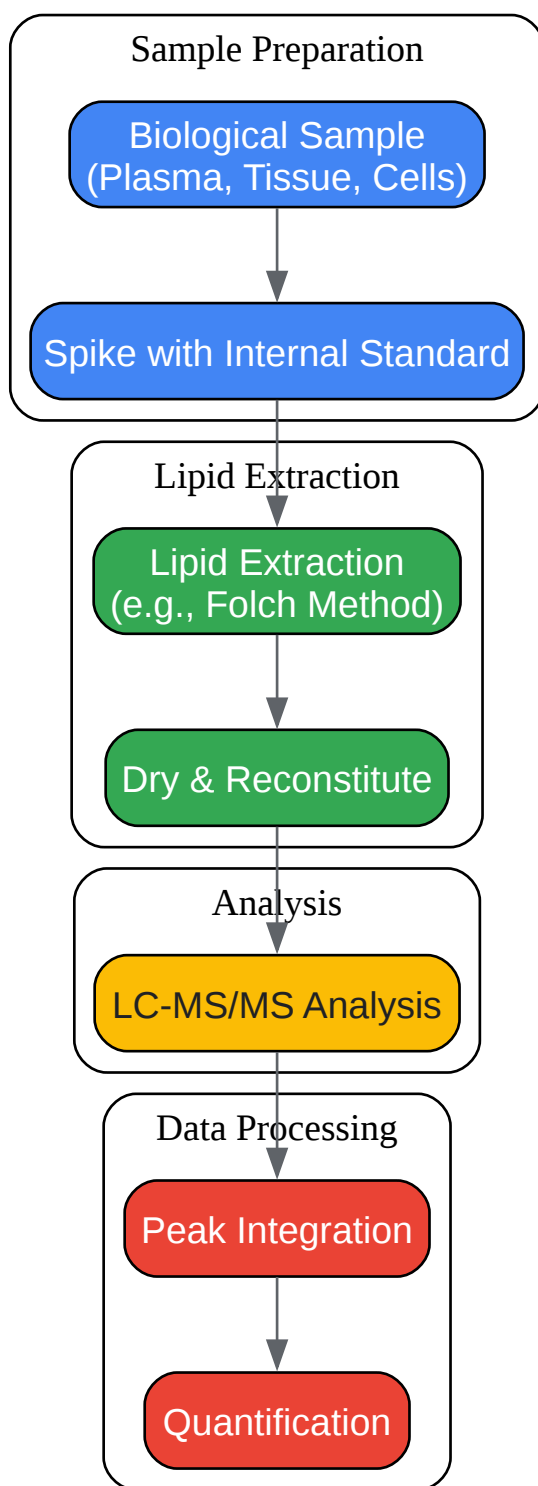 Sample Preparation
Biological Sample
(Plasma, Tissue, Cells)
Spike with Internal Standard
Lipid Extraction
Lipid Extraction
(e.g., Folch Method)
Dry & Reconstitute
Analysis
LC-MS/MS Analysis
Data Processing
Peak Integration
Quantification